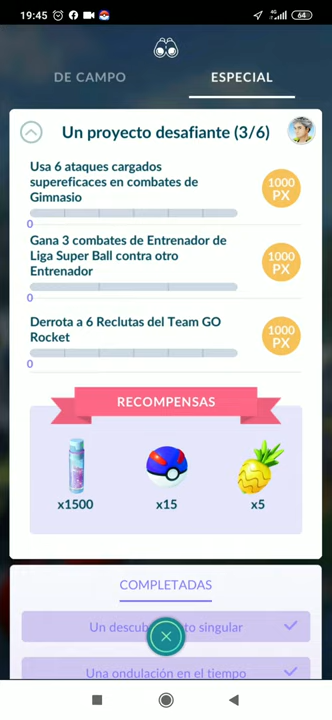 19:45
4G
64
DE CAMPO
ESPECIAL
Un proyecto desafiante (3/6)
Usa 6 ataques cargados
supereficaces en combates de
Gimnasio
1000
PX
0
Gana 3 combates de Entrenador de
Liga Super Ball contra otro
Entrenador
1000
PX
0
Derrota a 6 Reclutas del Team GO
Rocket
1000
PX
0
RECOMPENSAS
x1500
x15
x5
COMPLETADAS
singular
Una ondulación en el tiempo